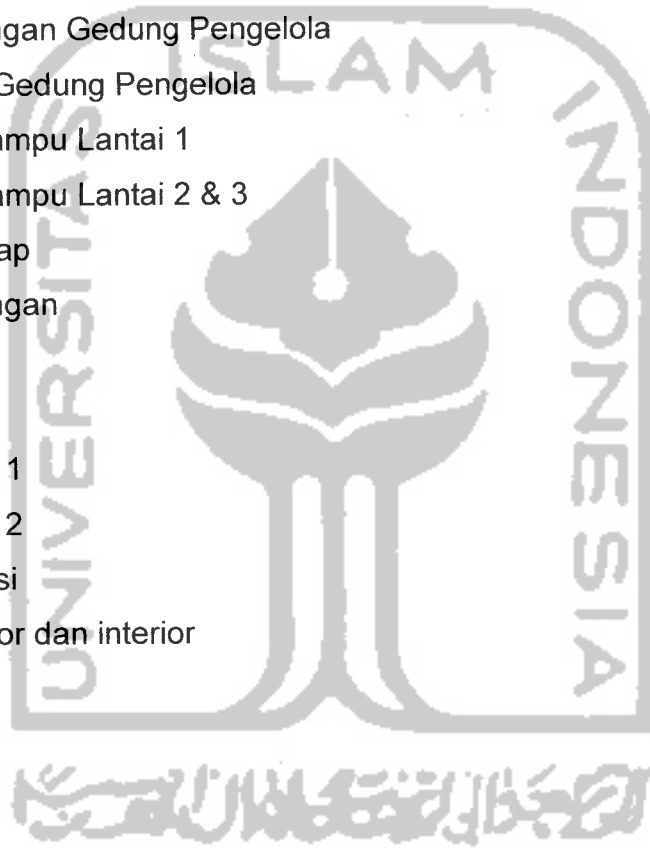 ngan Gedung Pengelola
Gedung Pengelola
ampu Lantai 1
ampu Lantai 2 & 3
ap
ngan
1
2
si
or dan interior
UNIVERSITAS
ISLAM
INDONESIA